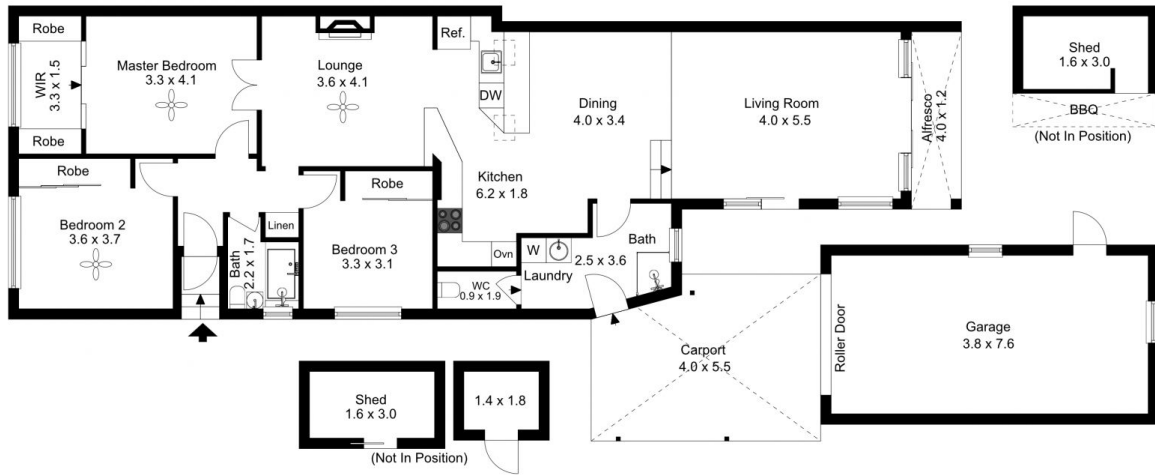 Robe
WIR
3.3 x 1.5
Robe
Master Bedroom
3.3 x 4.1
Lounge
3.6 x 4.1
Ref.
DW
Dining
4.0 x 3.4
Living Room
4.0 x 5.5
Alfresco
4.0 x 1.2
Shed
1.6 x 3.0
BBQ
(Not In Position)
Robe
Bedroom 2
3.6 x 3.7
Bath
2.2 x 1.7
Linen
Robe
Bedroom 3
3.3 x 3.1
Kitchen
6.2 x 1.8
Ovn
WC
0.9 x 1.9
W
Laundry
Bath
2.5 x 3.6
Carport
4.0 x 5.5
Roller Door
Garage
3.8 x 7.6
Shed
1.6 x 3.0
(Not In Position)
1.4 x 1.8